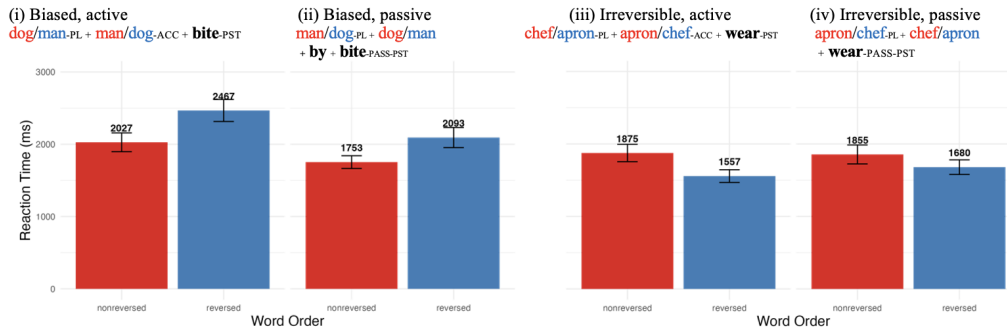 (i) Biased, active
dog/man-PL + man/dog-ACC + bite-PST
(ii) Biased, passive
man/dog-PL + dog/man
+ by + bite-PASS-PST
(iii) Irreversible, active
chef/apron-PL + apron/chef-ACC + wear-PST
(iv) Irreversible, passive
apron/chef-PL + chef/apron
+ wear-PASS-PST
Reaction Time (ms)
3000
2000
1000
0
2027
2467
1753
2093
1875
1557
1855
1680
nonreversed
reversed
nonreversed
reversed
nonreversed
reversed
nonreversed
reversed
Word Order
Word Order